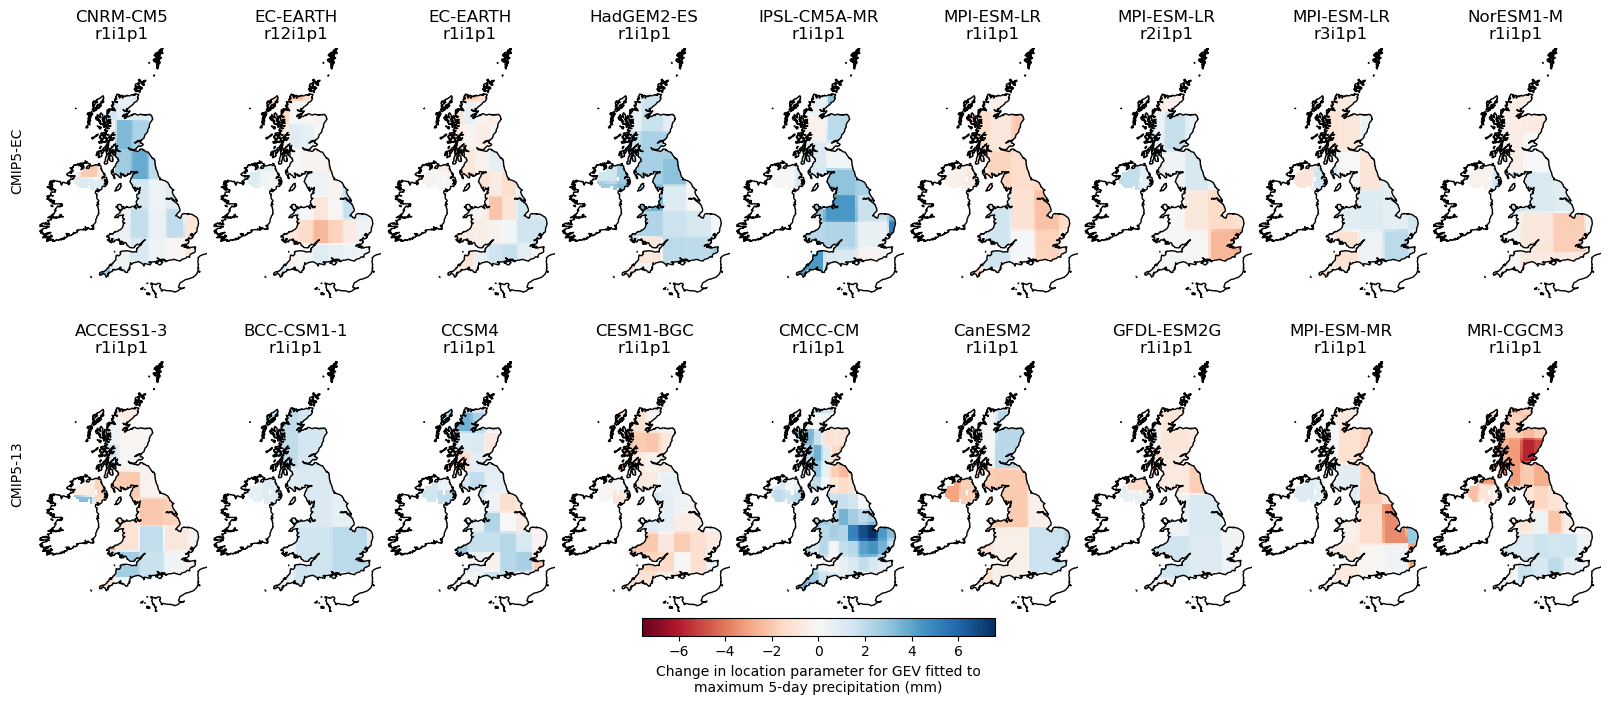 CNRM-CM5
r1i1p1
EC-EARTH
r12i1p1
EC-EARTH
r1i1p1
HadGEM2-ES
r1i1p1
IPSL-CM5A-MR
r1i1p1
MPI-ESM-LR
r1i1p1
MPI-ESM-LR
r2i1p1
MPI-ESM-LR
r3i1p1
NorESM1-M
r1i1p1
CMIP5-EC
ACCESS1-3
r1i1p1
BCC-CSM1-1
r1i1p1
CCSM4
r1i1p1
CESM1-BGC
r1i1p1
CMCC-CM
r1i1p1
CanESM2
r1i1p1
GFDL-ESM2G
r1i1p1
MPI-ESM-MR
r1i1p1
MRI-CGCM3
r1i1p1
CMIP5-13
−6 −4 −2 0 2 4 6
Change in location parameter for GEV fitted to
maximum 5-day precipitation (mm)